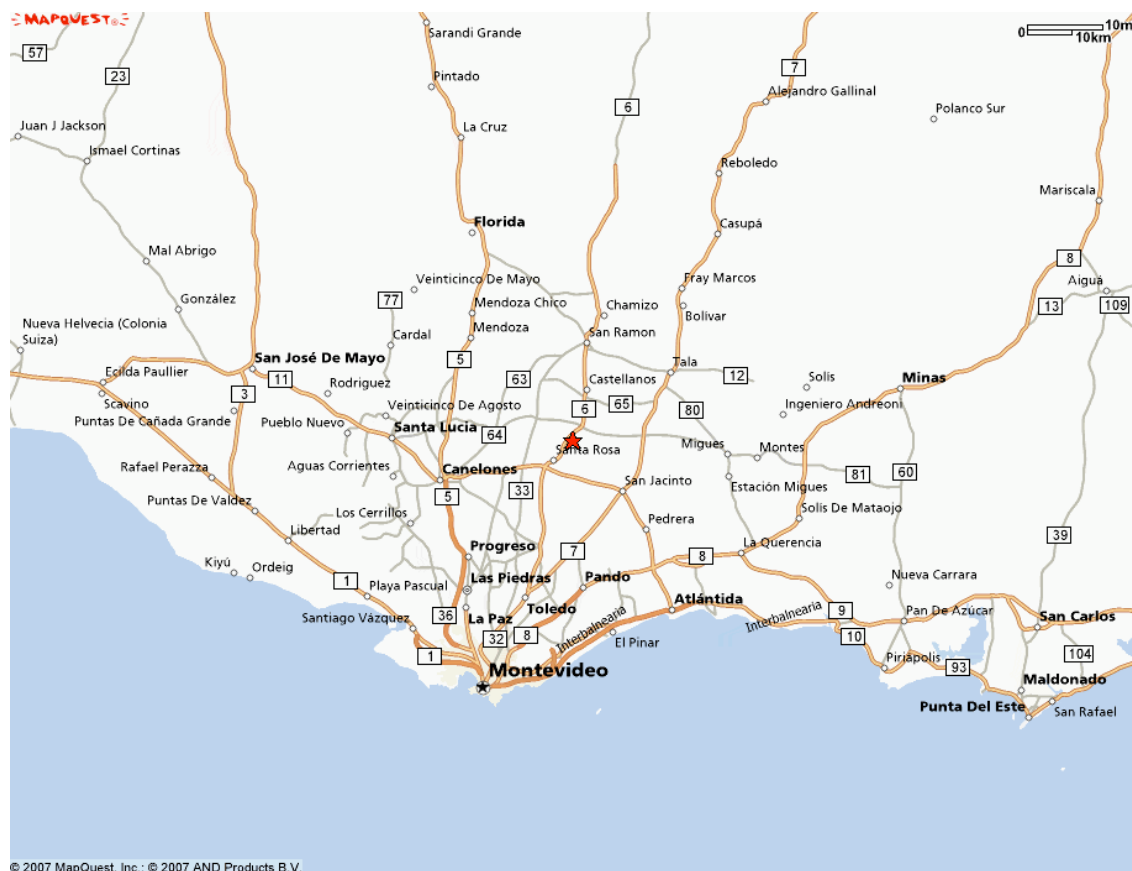 MAPQUEST®
0 10mi
10km
Sarandi Grande
57
23
7
Pintado
6
Alejandro Gallinal
Polanco Sur
Juan J Jackson
La Cruz
Ismael Cortinas
Reboledo
Mariscala
Florida
Casupá
Mal Abrigo
8
Veinticinco De Mayo
Fray Marcos
Aiguá
77
González
Mendoza Chico
Chamizo
Bolivar
13
109
Nueva Helvecia (Colonia
Suiza)
Cardal
Mendoza
San Ramon
San José De Mayo
5
Tala
Ecilda Paullier
11
Rodriguez
63
Castellanos
12
Solís
Minas
Scavino
3
Veinticinco De Agosto
6
65
80
Ingeniero Andreoni
Puntas De Cañada Grande
Pueblo Nuevo
Santa Lucia
64
Migues
Montes
Santa Rosa
Rafael Perazza
Aguas Corrientes
Canelones
81
60
33
San Jacinto
Estación Migues
Puntas De Valdez
5
Los Cerrillos
Solís De Mataojo
Libertad
Pedrera
39
Progreso
7
8
La Querencia
Kiyú
Ordeig
1
Playa Pascual
Las Piedras
Pando
Nueva Carrara
Santiago Vázquez
36
La Paz
Toledo
Atlántida
9
Pan De Azúcar
San Carlos
32
8
Interbalnearia
Interbalnearia
El Pinar
10
1
Montevideo
Piriápolis
93
104
Maldonado
Punta Del Este
San Rafael
© 2007 MapQuest, Inc.; © 2007 AND Products B.V.